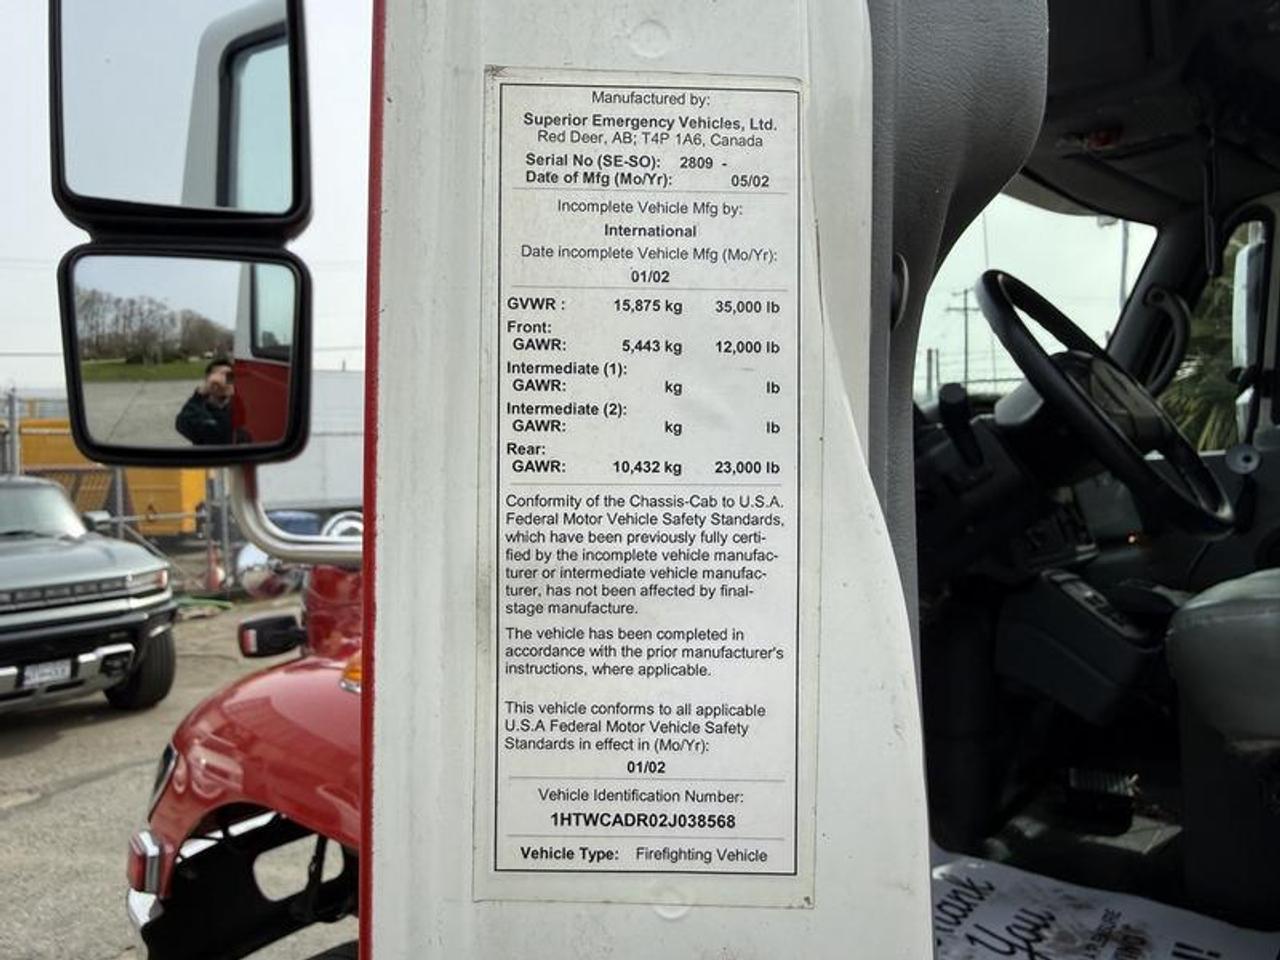 Manufactured by:
Superior Emergency Vehicles, Ltd.
Red Deer, AB; T4P 1A6, Canada
Serial No (SE-SO): 2809 -
Date of Mfg (Mo/Yr): 05/02
Incomplete Vehicle Mfg by:
International
Date incomplete Vehicle Mfg (Mo/Yr):
01/02
GVWR : 15,875 kg 35,000 lb
Front:
GAWR: 5,443 kg 12,000 lb
Intermediate (1):
GAWR: kg lb
Intermediate (2):
GAWR: kg lb
Rear:
GAWR: 10,432 kg 23,000 lb
Conformity of the Chassis-Cab to U.S.A.
Federal Motor Vehicle Safety Standards,
which have been previously fully certi-
fied by the incomplete vehicle manufac-
turer or intermediate vehicle manufac-
turer, has not been affected by final-
stage manufacture.
The vehicle has been completed in
accordance with the prior manufacturer's
instructions, where applicable.
This vehicle conforms to all applicable
U.S.A Federal Motor Vehicle Safety
Standards in effect in (Mo/Yr):
01/02
Vehicle Identification Number:
1HTWCADR02J038568
Vehicle Type: Firefighting Vehicle
Thank
You